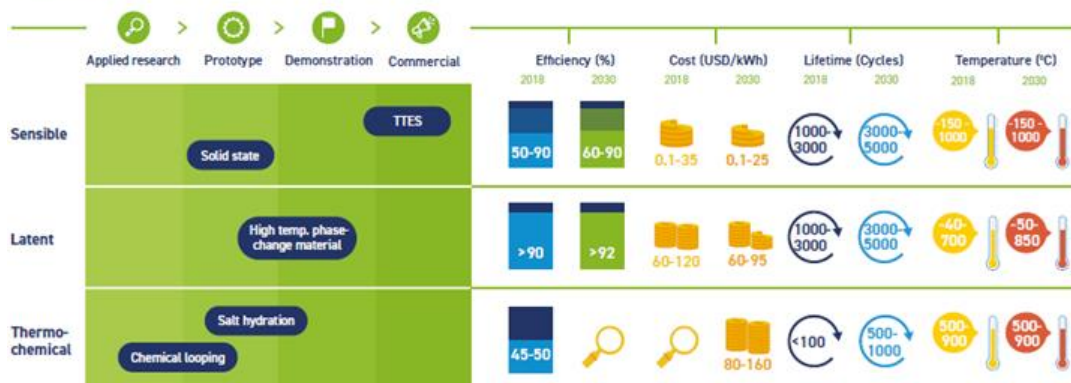 Applied research
Prototype
Demonstration
Commercial
Efficiency (%)
Cost (USD/kWh)
Lifetime (Cycles)
Temperature (ºC)
2018 2030 2018 2030 2018 2030 2018 2030
Sensible
TTES
Solid state
50-90
60-90
0.1-35
0.1-25
1000-
3000
3000-
5000
-150 -
1000
-150 -
1000
Latent
High temp. phase-
change material
>90
>92
60-120
60-95
1000-
3000
3000-
5000
-40-
700
-50-
850
Thermo-
chemical
Salt hydration
Chemical looping
45-50
80-160
<100
500-
1000
500-
900
500-
900